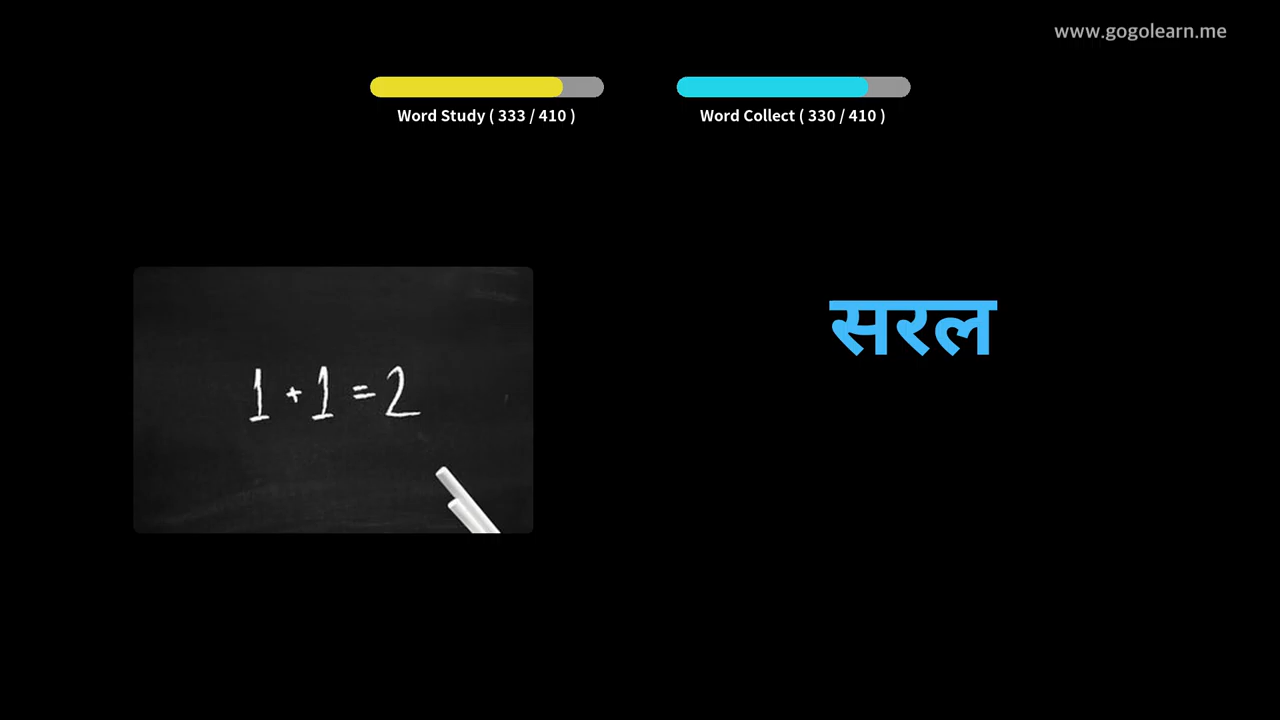 www.gogolearn.me
Word Study ( 333 / 410 )
Word Collect ( 330 / 410 )
सरल
1 + 1 = 2